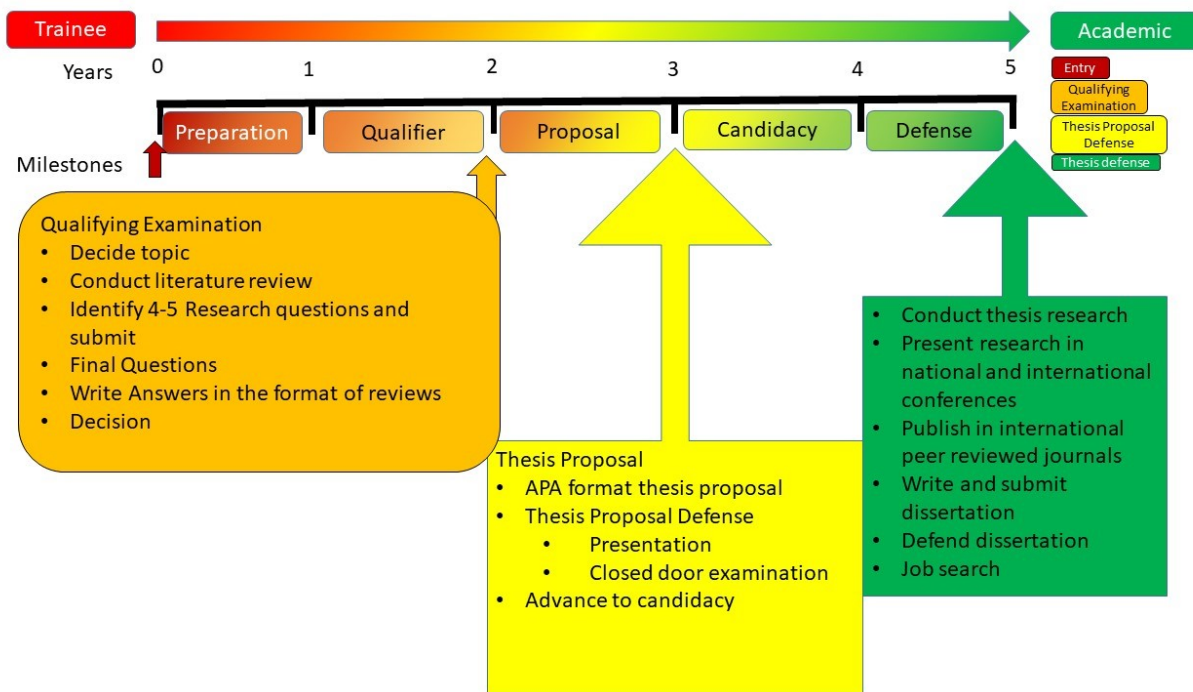 Trainee
Academic
Years
0 1 2 3 4 5
Entry
Qualifying
Examination
Thesis Proposal
Defense
Thesis defense
Preparation
Qualifier
Proposal
Candidacy
Defense
Milestones
Qualifying Examination
• Decide topic
• Conduct literature review
• Identify 4-5 Research questions and
submit
• Final Questions
• Write Answers in the format of reviews
• Decision
Thesis Proposal
• APA format thesis proposal
• Thesis Proposal Defense
• Presentation
• Closed door examination
• Advance to candidacy
• Conduct thesis research
• Present research in
national and international
conferences
• Publish in international
peer reviewed journals
• Write and submit
dissertation
• Defend dissertation
• Job search